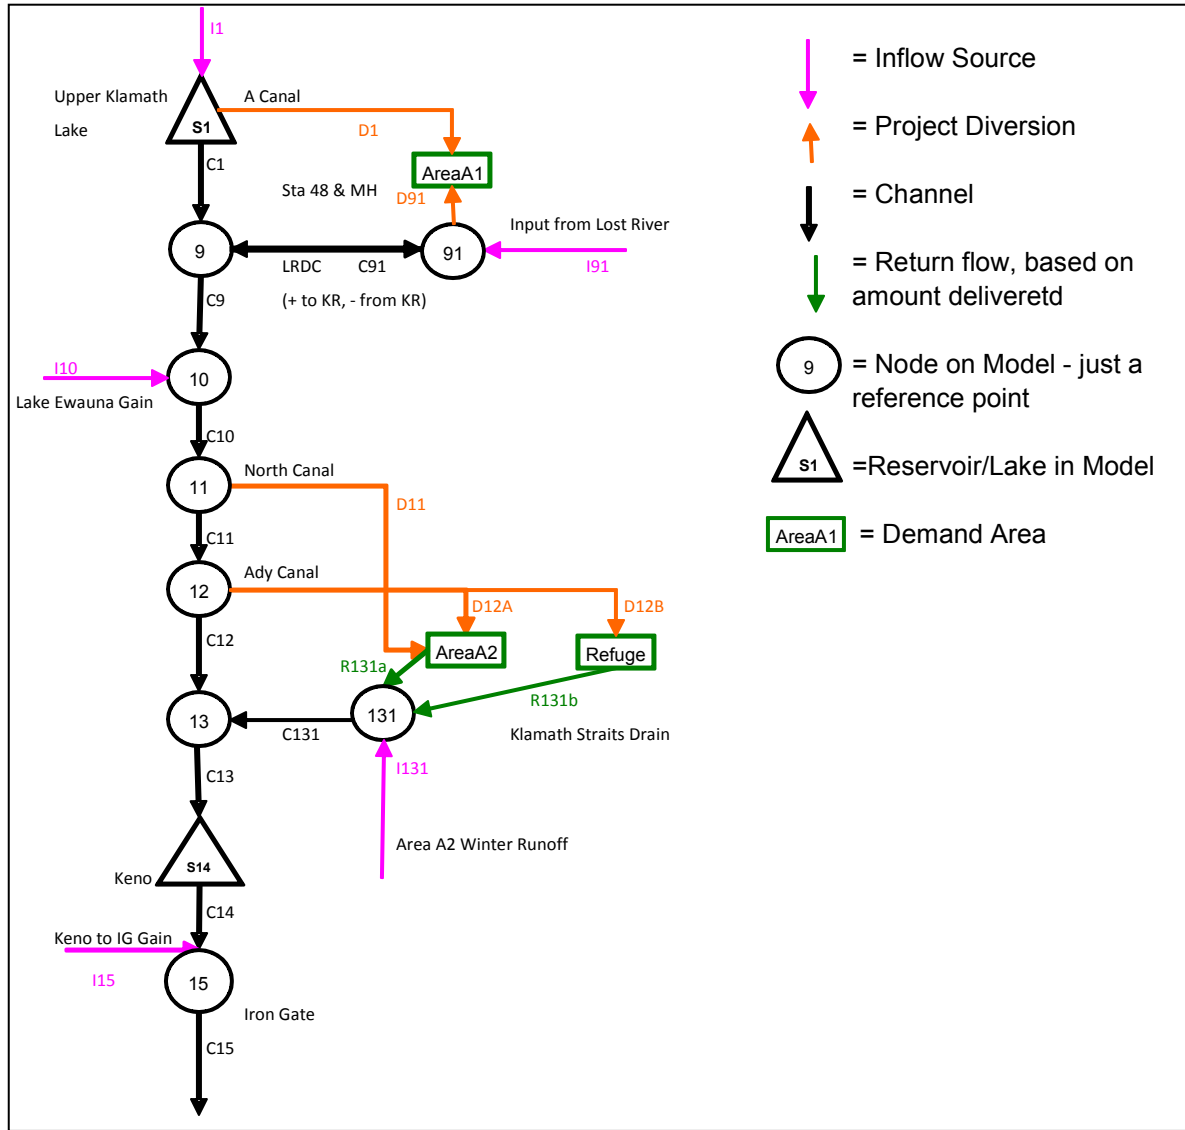 I1
Upper Klamath
Lake
S1
A Canal
D1
C1
AreaA1
Sta 48 & MH
D91
9
91
Input from Lost River
I91
LRDC
C91
(+ to KR, - from KR)
C9
I10
10
Lake Ewauna Gain
C10
11
North Canal
D11
C11
Ady Canal
12
D12A
D12B
C12
AreaA2
Refuge
R131a
R131b
13
131
C131
Klamath Straits Drain
I131
C13
Area A2 Winter Runoff
S14
Keno
C14
Keno to IG Gain
I15
15
Iron Gate
C15
= Inflow Source
= Project Diversion
= Channel
= Return flow, based on
amount deliveretd
9
= Node on Model - just a
reference point
S1
=Reservoir/Lake in Model
AreaA1
= Demand Area